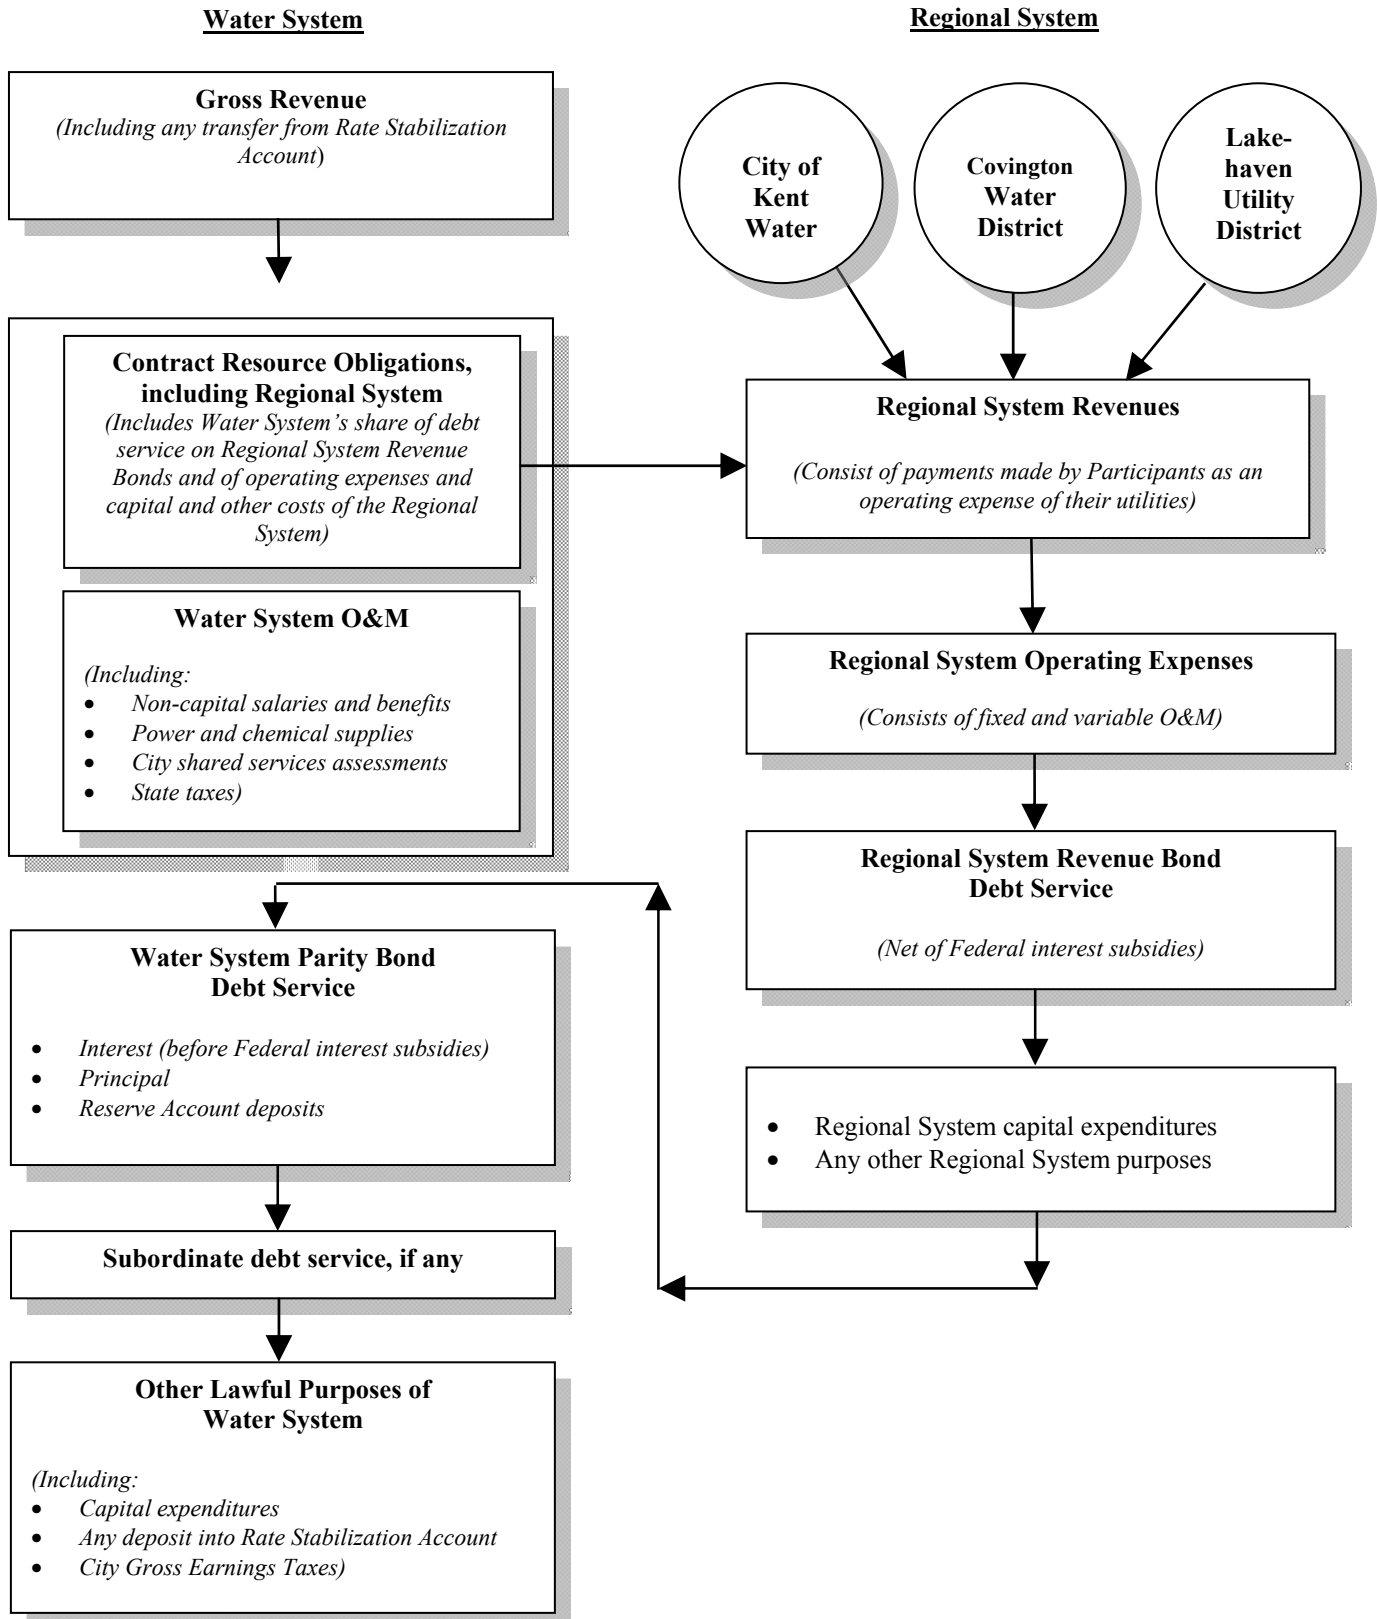 Water System
Gross Revenue
(Including any transfer from Rate Stabilization
Account)
Contract Resource Obligations,
including Regional System
(Includes Water System’s share of debt
service on Regional System Revenue
Bonds and of operating expenses and
capital and other costs of the Regional
System)
Water System O&M
(Including:
• Non-capital salaries and benefits
• Power and chemical supplies
• City shared services assessments
• State taxes)
Water System Parity Bond
Debt Service
• Interest (before Federal interest subsidies)
• Principal
• Reserve Account deposits
Subordinate debt service, if any
Other Lawful Purposes of
Water System
(Including:
• Capital expenditures
• Any deposit into Rate Stabilization Account
• City Gross Earnings Taxes)
Regional System
City of
Kent
Water
Covington
Water
District
Lake-
haven
Utility
District
Regional System Revenues
(Consist of payments made by Participants as an
operating expense of their utilities)
Regional System Operating Expenses
(Consists of fixed and variable O&M)
Regional System Revenue Bond
Debt Service
(Net of Federal interest subsidies)
• Regional System capital expenditures
• Any other Regional System purposes